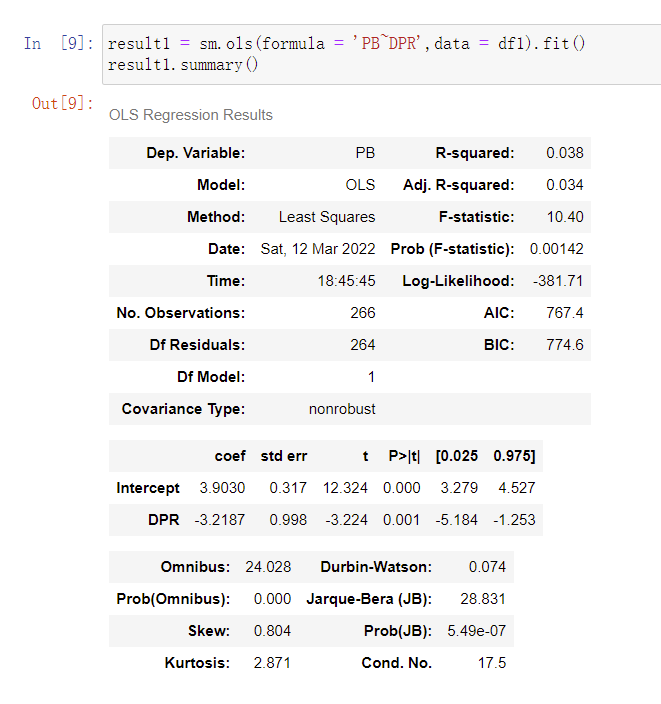 In [9]: result1 = sm.ols(formula = 'PB~DPR',data = df1).fit()
result1.summary()
Out[9]:
OLS Regression Results
Dep. Variable: PB R-squared: 0.038
Model: OLS Adj. R-squared: 0.034
Method: Least Squares F-statistic: 10.40
Date: Sat, 12 Mar 2022 Prob (F-statistic): 0.00142
Time: 18:45:45 Log-Likelihood: -381.71
No. Observations: 266 AIC: 767.4
Df Residuals: 264 BIC: 774.6
Df Model: 1
Covariance Type: nonrobust
coef std err t P>|t| [0.025 0.975]
Intercept 3.9030 0.317 12.324 0.000 3.279 4.527
DPR -3.2187 0.998 -3.224 0.001 -5.184 -1.253
Omnibus: 24.028 Durbin-Watson: 0.074
Prob(Omnibus): 0.000 Jarque-Bera (JB): 28.831
Skew: 0.804 Prob(JB): 5.49e-07
Kurtosis: 2.871 Cond. No. 17.5